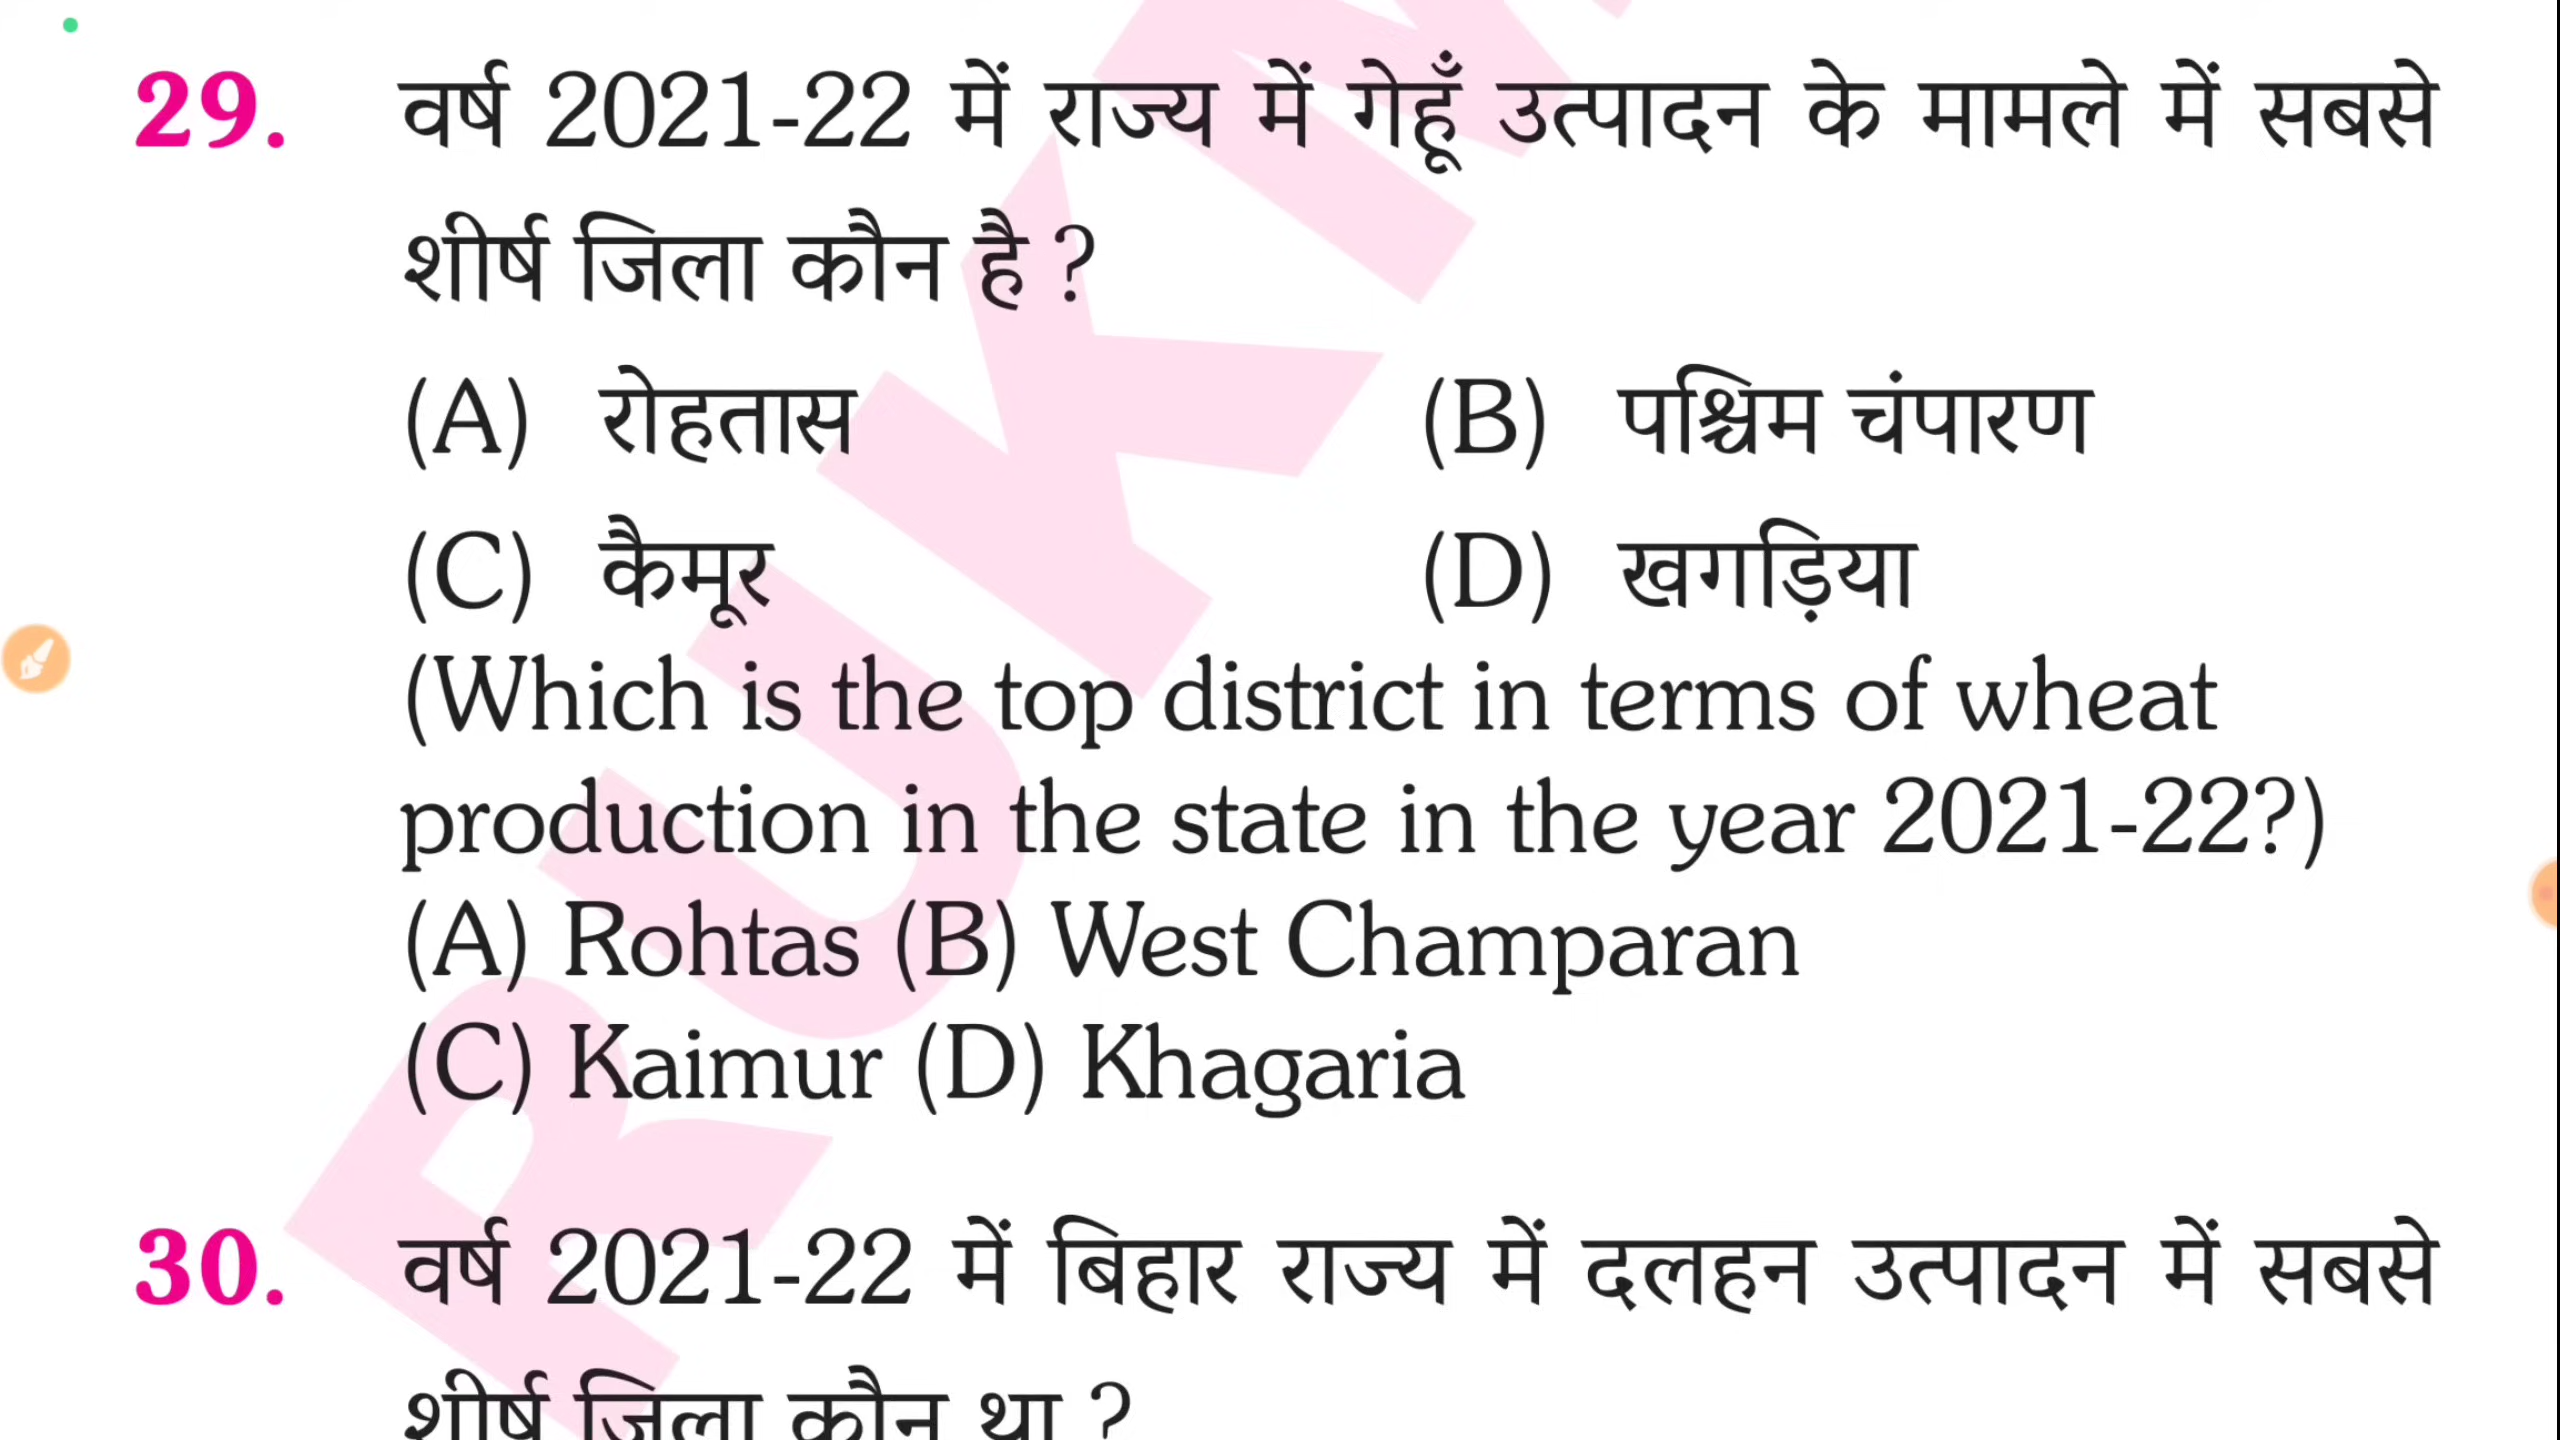 29. वर्ष 2021-22 में राज्य में गेहूँ उत्पादन के मामले में सबसे
शीर्ष जिला कौन है ?
(A) रोहतास (B) पश्चिम चंपारण
(C) कैमूर (D) खगड़िया
(Which is the top district in terms of wheat
production in the state in the year 2021-22?)
(A) Rohtas (B) West Champaran
(C) Kaimur (D) Khagaria
30. वर्ष 2021-22 में बिहार राज्य में दलहन उत्पादन में सबसे
शीर्ष जिला कौन था ?